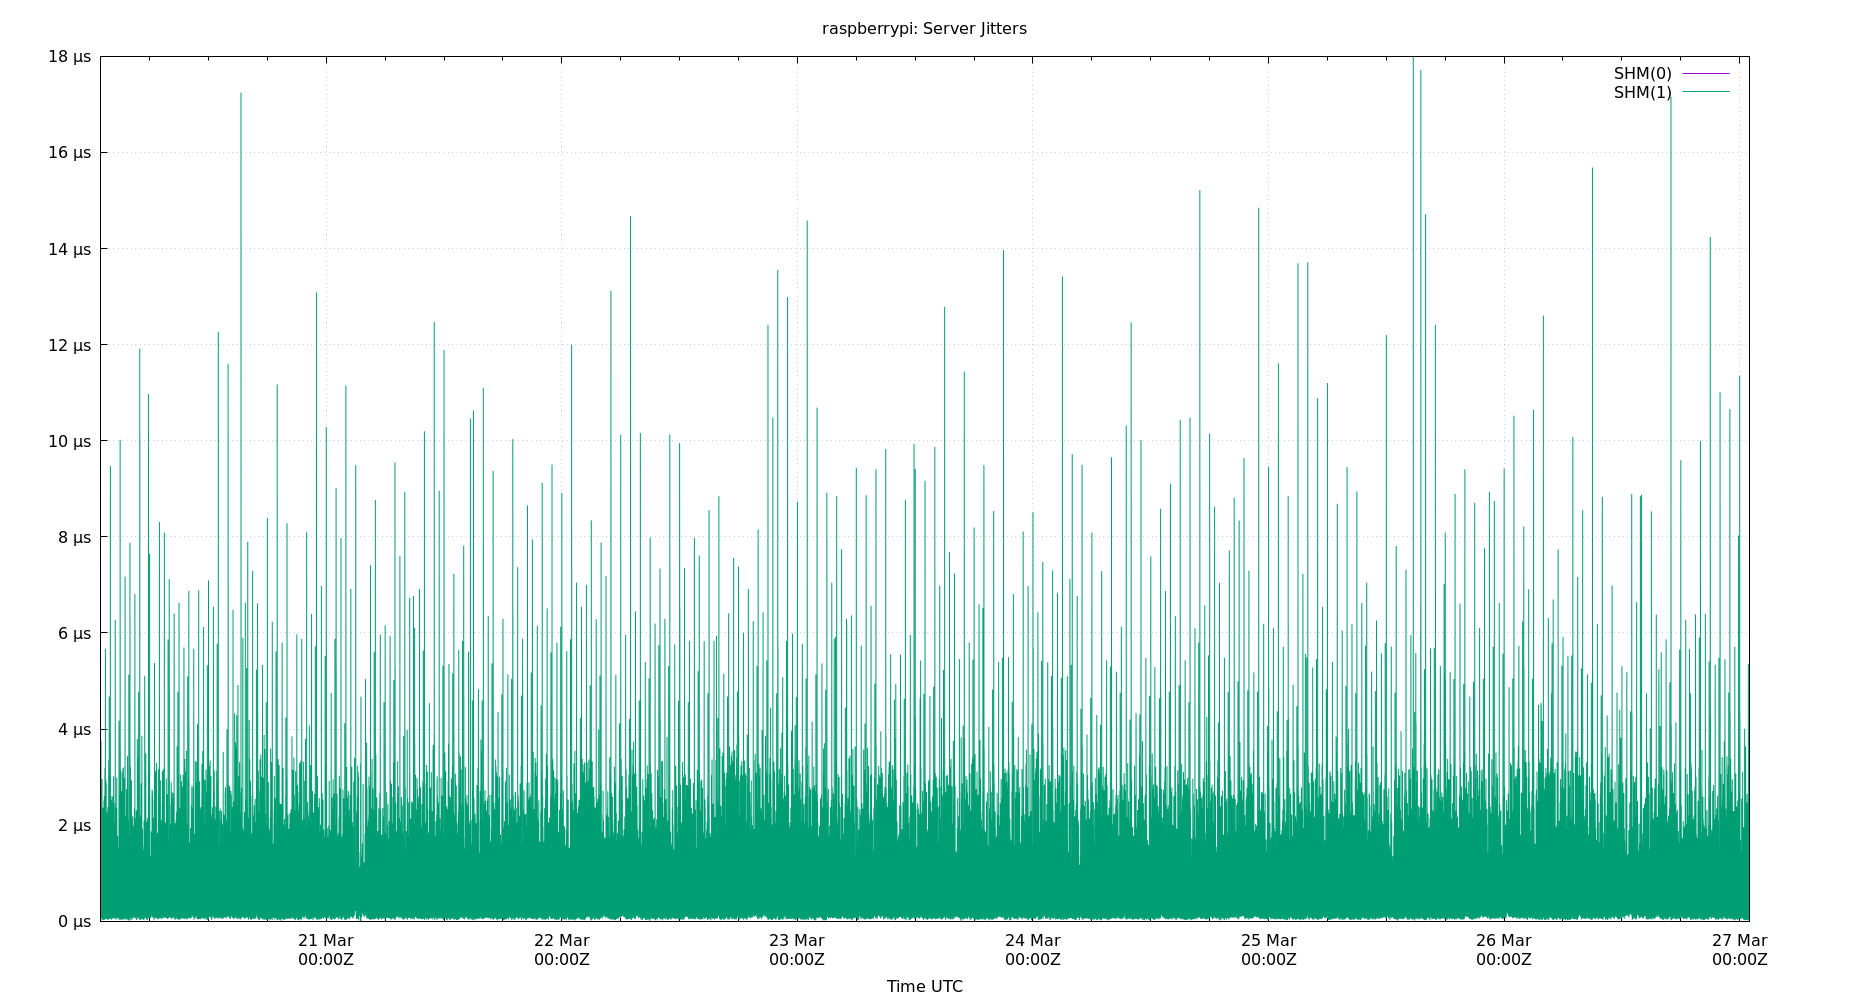 raspberrypi: Server Jitters
18 µs
16 µs
14 µs
12 µs
10 µs
8 µs
6 µs
4 µs
2 µs
0 µs
SHM(0)
SHM(1)
21 Mar
00:00Z
22 Mar
00:00Z
23 Mar
00:00Z
24 Mar
00:00Z
25 Mar
00:00Z
26 Mar
00:00Z
27 Mar
00:00Z
Time UTC